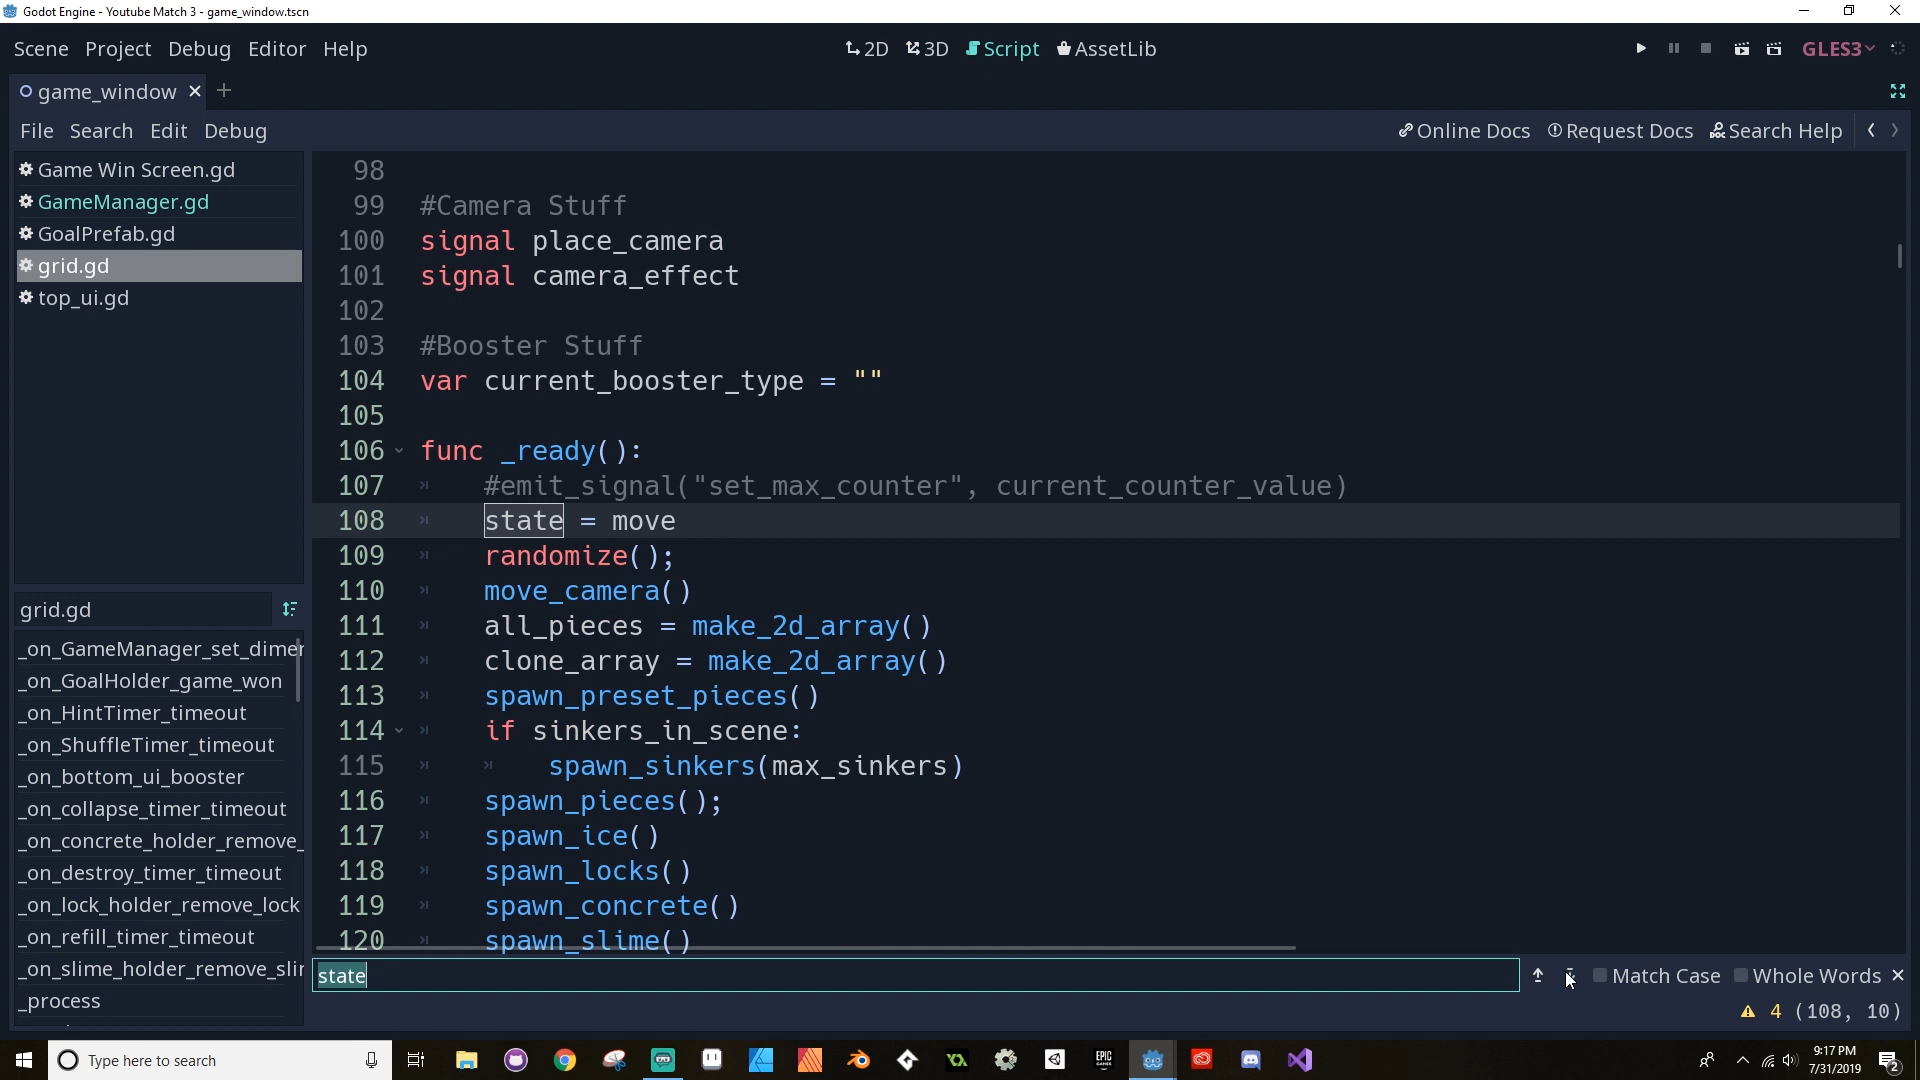 Godot Engine - Youtube Match 3 - game_window.tscn
Scene Project Debug Editor Help
2D 3D Script AssetLib
GLES3
game_window
File Search Edit Debug
Online Docs Request Docs Search Help
Game Win Screen.gd
GameManager.gd
GoalPrefab.gd
grid.gd
top_ui.gd
grid.gd
_on_GameManager_set_dimer
_on_GoalHolder_game_won
_on_HintTimer_timeout
_on_ShuffleTimer_timeout
_on_bottom_ui_booster
_on_collapse_timer_timeout
_on_concrete_holder_remove_
_on_destroy_timer_timeout
_on_lock_holder_remove_lock
_on_refill_timer_timeout
_on_slime_holder_remove_sli
_process
98
99 #Camera Stuff
100 signal place_camera
101 signal camera_effect
102
103 #Booster Stuff
104 var current_booster_type = ""
105
106 func _ready():
107 #emit_signal("set_max_counter", current_counter_value)
108 state = move
109 randomize();
110 move_camera()
111 all_pieces = make_2d_array()
112 clone_array = make_2d_array()
113 spawn_preset_pieces()
114 if sinkers_in_scene:
115 spawn_sinkers(max_sinkers)
116 spawn_pieces();
117 spawn_ice()
118 spawn_locks()
119 spawn_concrete()
120 spawn_slime()
state
Match Case Whole Words
4 (108, 10)
Type here to search
EPIC GAMES
9:17 PM
7/31/2019
2